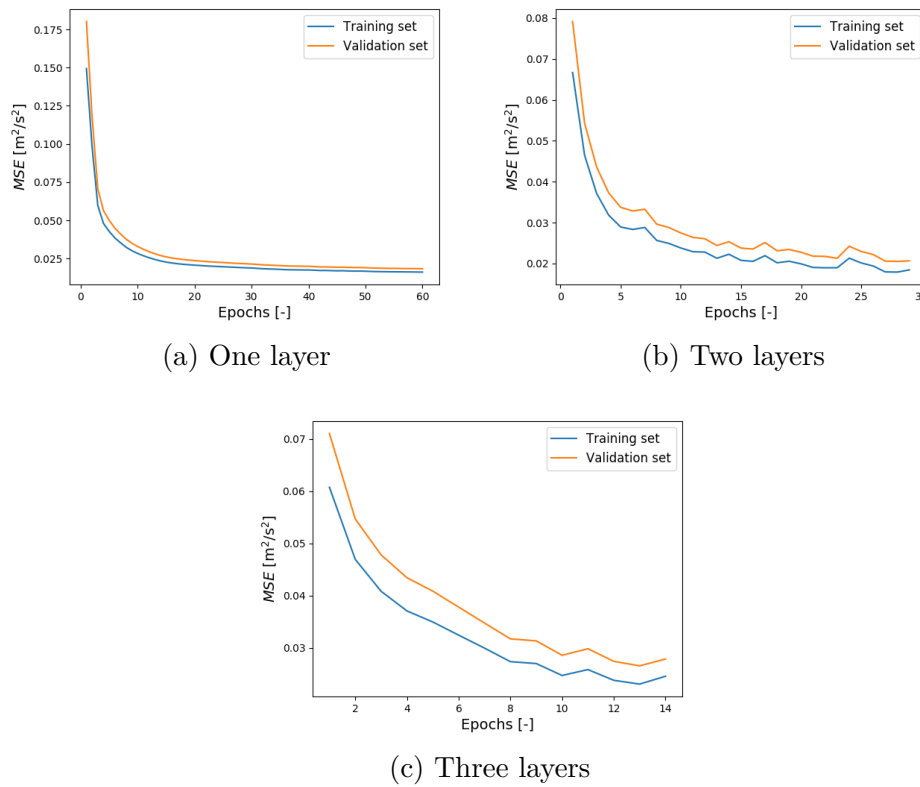 Training set
Validation set
0.175
0.150
0.125
0.100
0.075
0.050
0.025
MSE [m²/s²]
0 10 20 30 40 50 60
Epochs [-]
(a) One layer
Training set
Validation set
0.08
0.07
0.06
0.05
0.04
0.03
0.02
MSE [m²/s²]
0 5 10 15 20 25 3
Epochs [-]
(b) Two layers
Training set
Validation set
0.07
0.06
0.05
0.04
0.03
MSE [m²/s²]
2 4 6 8 10 12 14
Epochs [-]
(c) Three layers